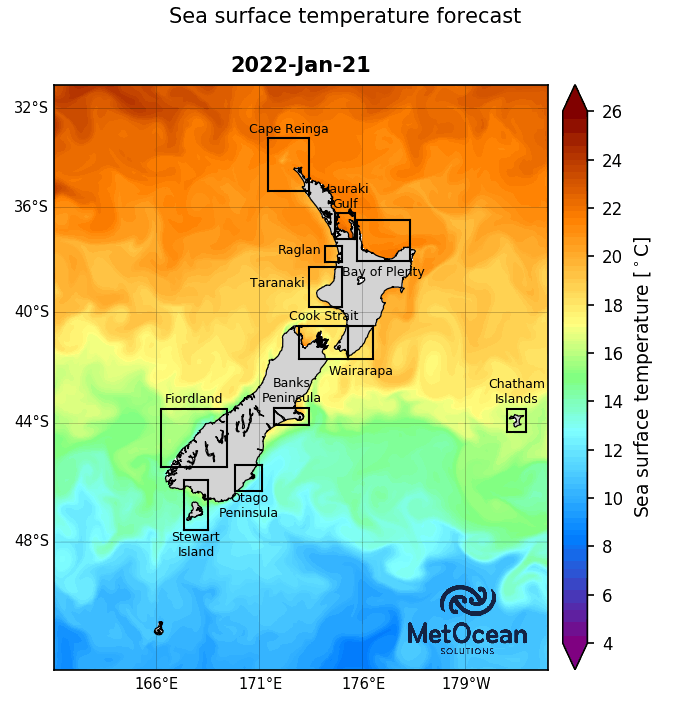 Sea surface temperature forecast
2022-Jan-21
32°S
36°S
40°S
44°S
48°S
Cape Reinga
Hauraki
Gulf
Raglan
Bay of Plenty
Taranaki
Cook Strait
Wairarapa
Banks
Peninsula
Chatham
Islands
Fiordland
Otago
Peninsula
Stewart
Island
MetOcean
SOLUTIONS
166°E
171°E
176°E
179°W
26
24
22
20
18
16
14
12
10
8
6
4
Sea surface temperature [°C]